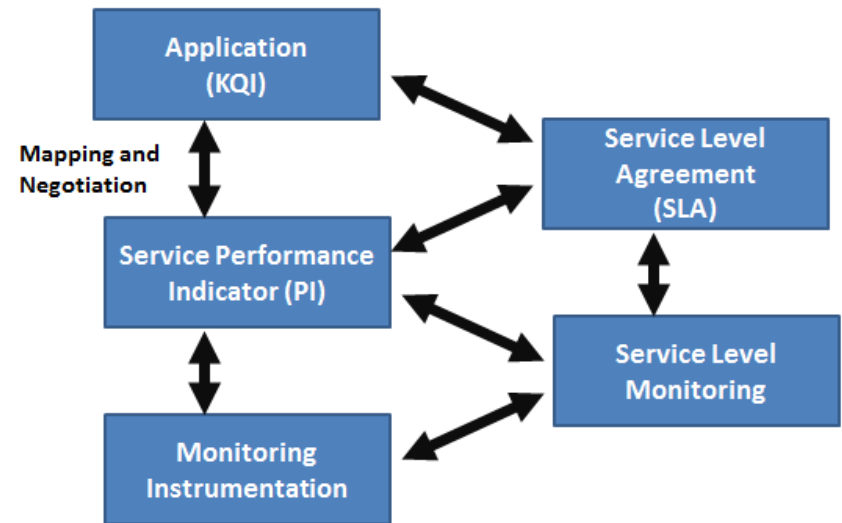 Application
(KQI)
Mapping and
Negotiation
Service Level
Agreement
(SLA)
Service Performance
Indicator (PI)
Service Level
Monitoring
Monitoring
Instrumentation